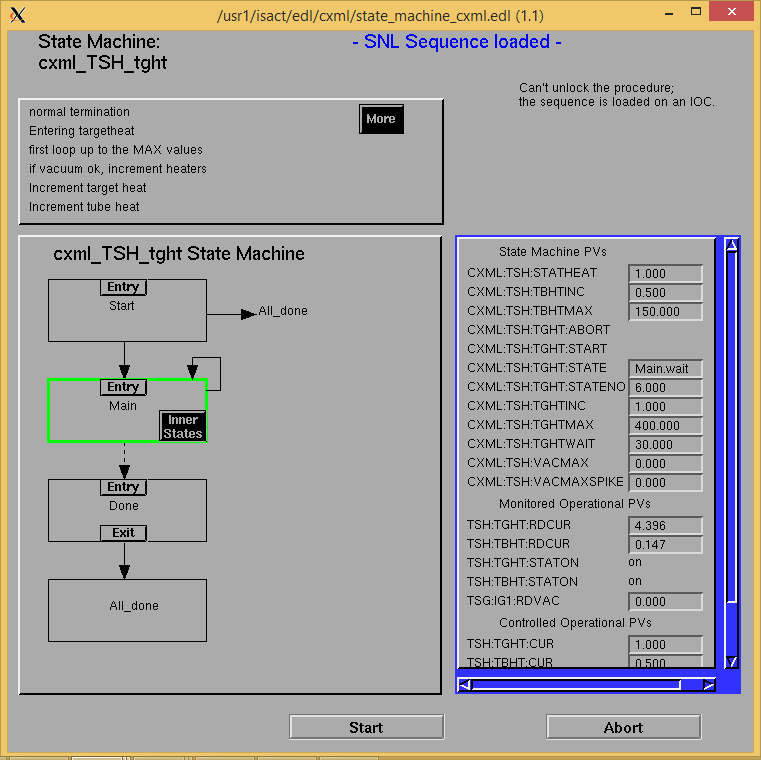 /usr1/isact/edl/cxml/state_machine_cxml.edl (1.1)
State Machine:
cxml_TSH_tght
- SNL Sequence loaded -
Can't unlock the procedure;
the sequence is loaded on an IOC.
normal termination
Entering targetheat
first loop up to the MAX values
if vacuum ok, increment heaters
Increment target heat
Increment tube heat
More
cxml_TSH_tght State Machine
Entry
Start
All_done
Entry
Main
Inner
States
Entry
Done
Exit
All_done
State Machine PVs
CXML:TSH:STATHEAT 1.000
CXML:TSH:TBHTINC 0.500
CXML:TSH:TBHTMAX 150.000
CXML:TSH:TGHT:ABORT
CXML:TSH:TGHT:START
CXML:TSH:TGHT:STATE Main.wait
CXML:TSH:TGHT:STATENO 6.000
CXML:TSH:TGHTINC 1.000
CXML:TSH:TGHTMAX 400.000
CXML:TSH:TGHTWAIT 30.000
CXML:TSH:VACMAX 0.000
CXML:TSH:VACMAXSPIKE 0.000
Monitored Operational PVs
TSH:TGHT:RDCUR 4.396
TSH:TBHT:RDCUR 0.147
TSH:TGHT:STATON on
TSH:TBHT:STATON on
TSG:IG1:RDVAC 0.000
Controlled Operational PVs
TSH:TGHT:CUR 1.000
TSH:TBHT:CUR 0.500
Start
Abort